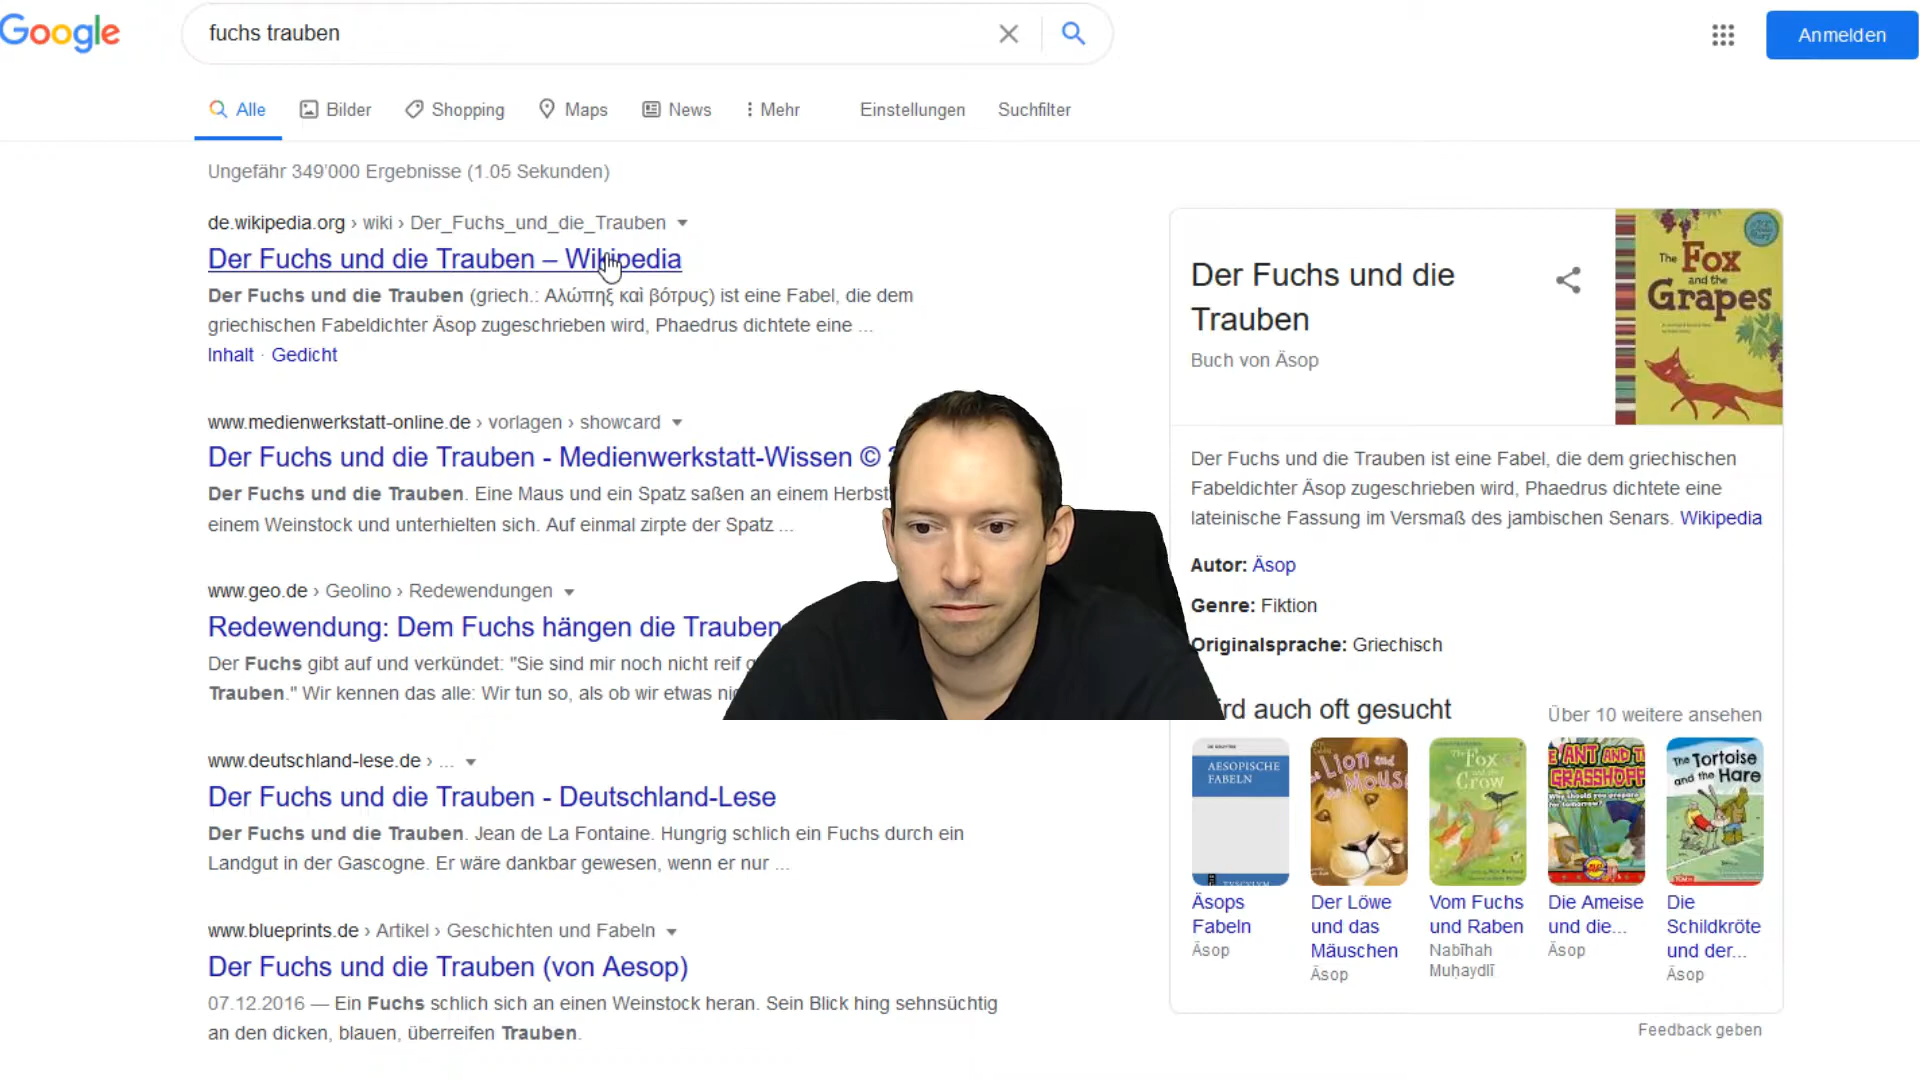 Google
fuchs trauben
Anmelden
Alle
Bilder
Shopping
Maps
News
Mehr
Einstellungen
Suchfilter
Ungefähr 349'000 Ergebnisse (1.05 Sekunden)
de.wikipedia.org › wiki › Der_Fuchs_und_die_Trauben
Der Fuchs und die Trauben – Wikipedia
Der Fuchs und die Trauben (griech.: Αλώπηξ καὶ βότρυς) ist eine Fabel, die dem
griechischen Fabeldichter Äsop zugeschrieben wird, Phaedrus dichtete eine ...
Inhalt · Gedicht
www.medienwerkstatt-online.de › vorlagen › showcard
Der Fuchs und die Trauben - Medienwerkstatt-Wissen ©
Der Fuchs und die Trauben. Eine Maus und ein Spatz saßen an einem
einem Weinstock und unterhielten sich. Auf einmal zirpte der Spatz ...
www.geo.de › Geolino › Redewendungen
Redewendung: Dem Fuchs hängen die Trauben
Der Fuchs gibt auf und verkündet: "Sie sind mir noch nicht reif
Trauben." Wir kennen das alle: Wir tun so, als ob wir etwas
www.deutschland-lese.de › ...
Der Fuchs und die Trauben - Deutschland-Lese
Der Fuchs und die Trauben. Jean de La Fontaine. Hungrig schlich ein Fuchs durch ein
Landgut in der Gascogne. Er wäre dankbar gewesen, wenn er nur ...
www.blueprints.de › Artikel › Geschichten und Fabeln
Der Fuchs und die Trauben (von Aesop)
07.12.2016 — Ein Fuchs schlich sich an einen Weinstock heran. Sein Blick hing sehnsüchtig
an den dicken, blauen, überreifen Trauben.
Der Fuchs und die
Trauben
Buch von Äsop
The Fox
and the
Grapes
Der Fuchs und die Trauben ist eine Fabel, die dem griechischen
Fabeldichter Äsop zugeschrieben wird, Phaedrus dichtete eine
lateinische Fassung im Versmaß des jambischen Senars. Wikipedia
Autor: Äsop
Genre: Fiktion
Originalsprache: Griechisch
auch oft gesucht
Über 10 weitere ansehen
AESOPISCHE
FABELN
Lion and
the Mouse
The Fox
and the
Crow
ANT AND
GRASSHOPP
The Tortoise
and the Hare
Äsops
Fabeln
Äsop
Der Löwe
und das
Mäuschen
Äsop
Vom Fuchs
und Raben
Nabīhah
Muḥaydlī
Die Ameise
und die...
Äsop
Die
Schildkröte
und der...
Äsop
Feedback geben